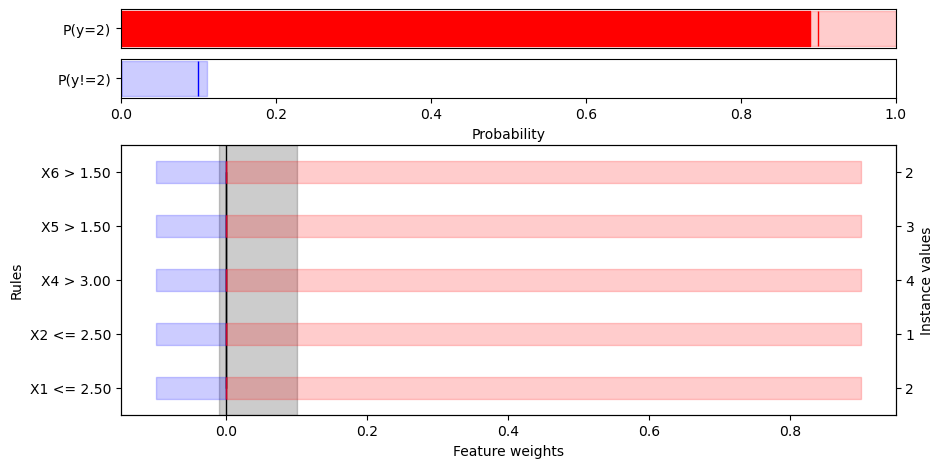 P(y=2)
P(y!=2)
0.0 0.2 0.4 0.6 0.8 1.0
Probability
X6 > 1.50 2
X5 > 1.50 3
X4 > 3.00 4
X2 <= 2.50 1
X1 <= 2.50 2
Rules
Instance values
0.0 0.2 0.4 0.6 0.8
Feature weights